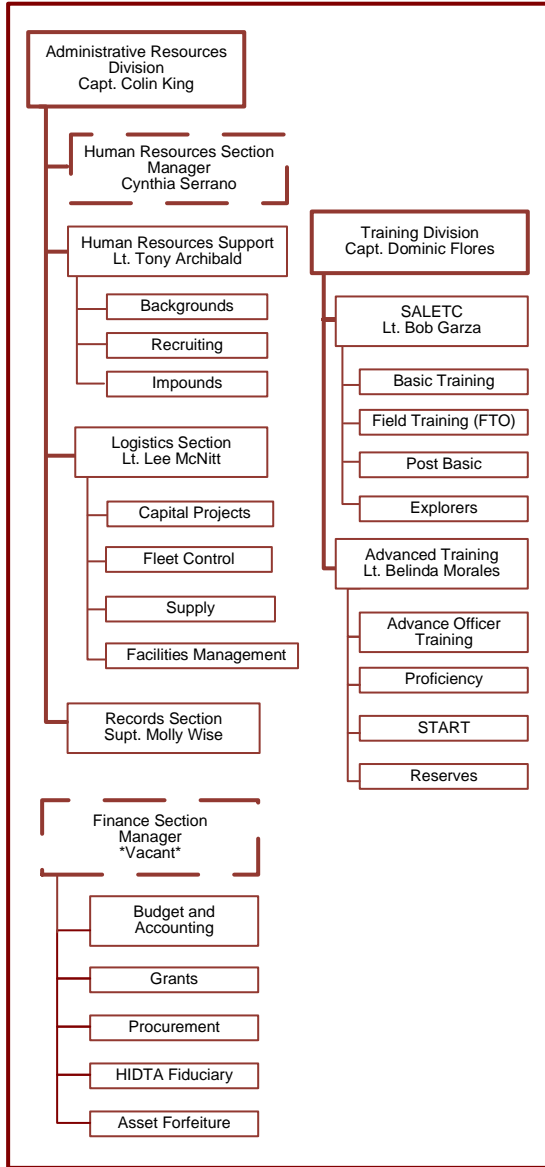 Administrative Resources
Division
Capt. Colin King
Human Resources Section
Manager
Cynthia Serrano
Human Resources Support
Lt. Tony Archibald
Backgrounds
Recruiting
Impounds
Logistics Section
Lt. Lee McNitt
Capital Projects
Fleet Control
Supply
Facilities Management
Records Section
Supt. Molly Wise
Finance Section
Manager
*Vacant*
Budget and
Accounting
Grants
Procurement
HIDTA Fiduciary
Asset Forfeiture
Training Division
Capt. Dominic Flores
SALETC
Lt. Bob Garza
Basic Training
Field Training (FTO)
Post Basic
Explorers
Advanced Training
Lt. Belinda Morales
Advance Officer
Training
Proficiency
START
Reserves